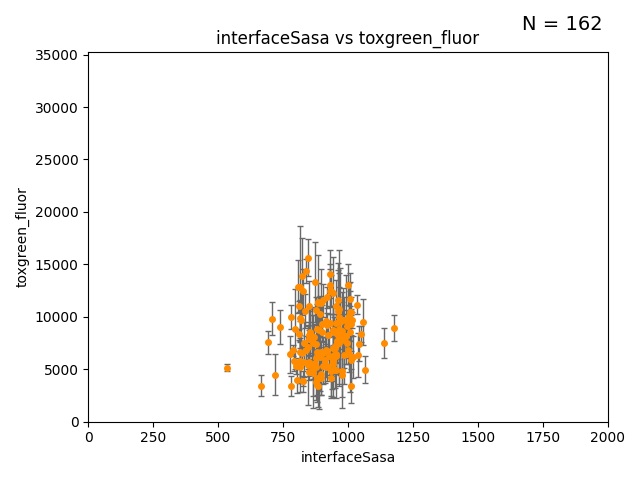 N = 162
interfaceSasa vs toxgreen_fluor
35000
30000
25000
20000
15000
10000
5000
0
toxgreen_fluor
0 250 500 750 1000 1250 1500 1750 2000
interfaceSasa